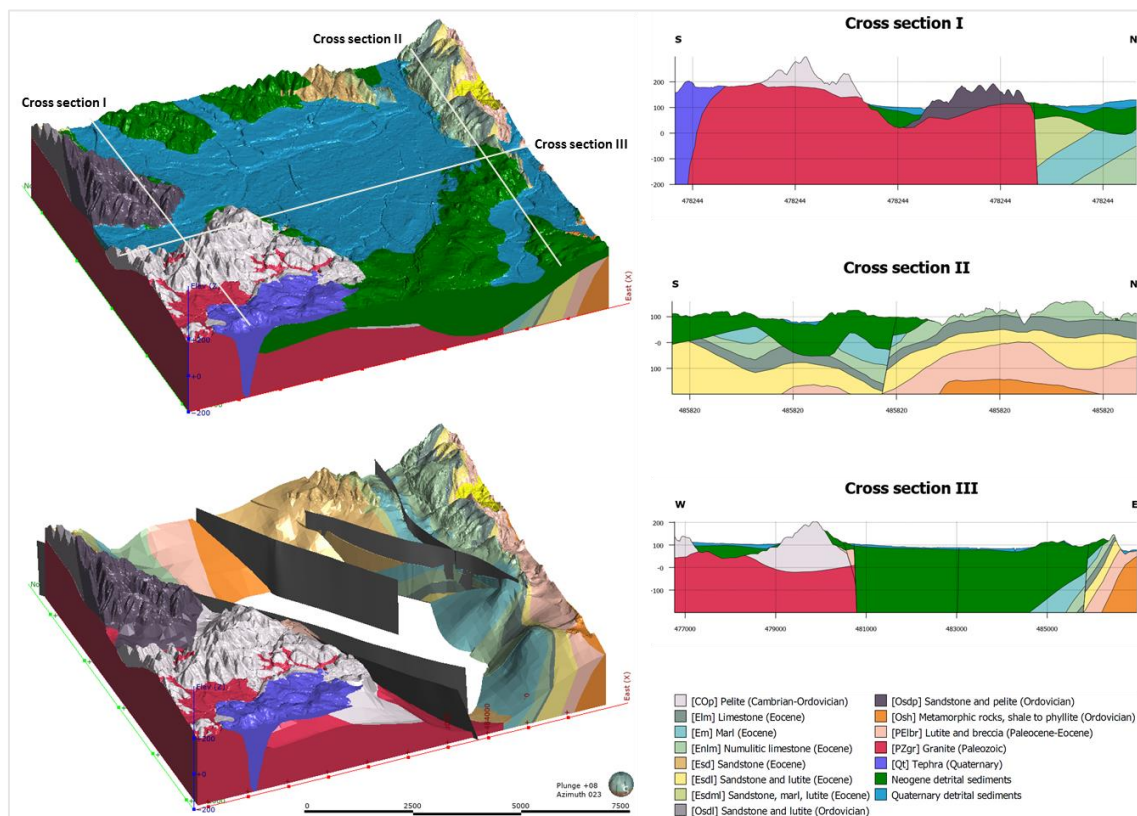 Cross section II
Cross section I
Cross section III
East (X)
+200
+0
-200
East (X)
+200
+0
-200
Plunge +08
Azimuth 023
0 2500 5000 7500
Cross section I
S N
200
100
0
-100
-200
478244 478244 478244 478244 478244
Cross section II
S N
100
-0
100
485820 485820 485820 485820 485820
Cross section III
W E
200
100
-0
-100
477000 479000 481000 483000 485000
[COp] Pelite (Cambrian-Ordovician)
[Elm] Limestone (Eocene)
[Em] Marl (Eocene)
[Enlm] Numulitic limestone (Eocene)
[Esd] Sandstone (Eocene)
[Esdl] Sandstone and lutite (Eocene)
[Esdml] Sandstone, marl, lutite (Eocene)
[Osdl] Sandstone and lutite (Ordovician)
[Osdp] Sandstone and pelite (Ordovician)
[Osh] Metamorphic rocks, shale to phyllite (Ordovician)
[PElbr] Lutite and breccia (Paleocene-Eocene)
[PZgr] Granite (Paleozoic)
[Qt] Tephra (Quaternary)
Neogene detrital sediments
Quaternary detrital sediments